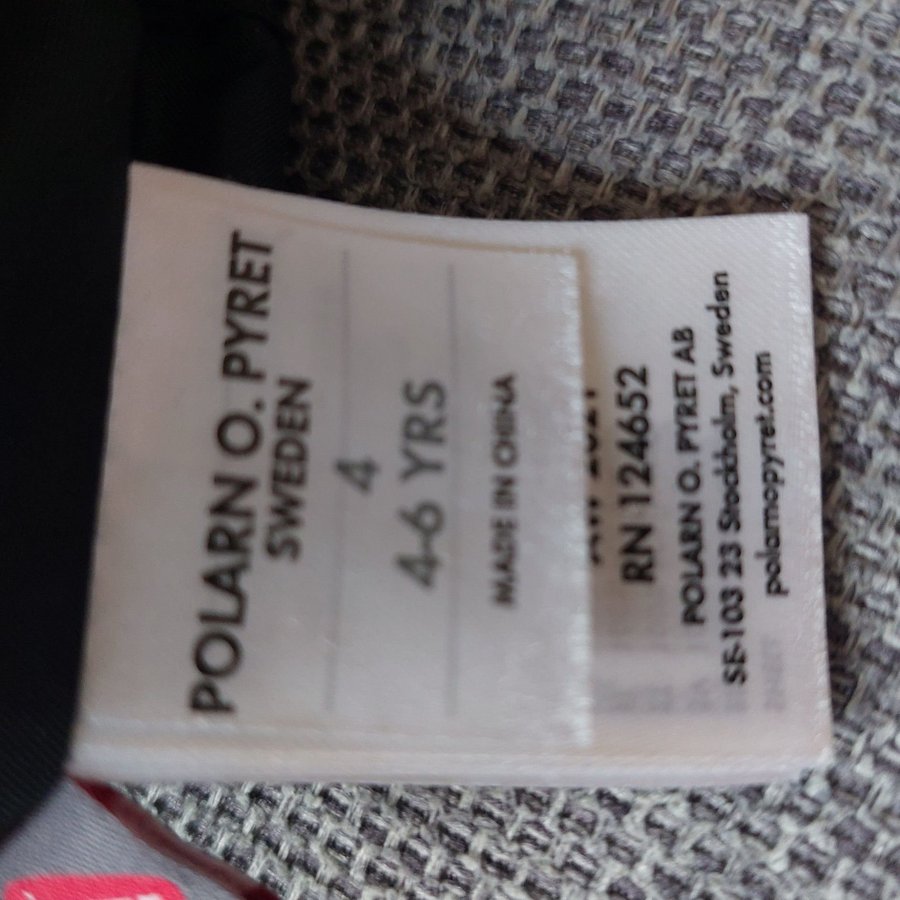 POLARN O. PYRET
SWEDEN
4
4-6 YRS
MADE IN CHINA
RN 124652
POLARN O. PYRET AB
SE-103 23 Stockholm, Sweden
polarnopyret.com